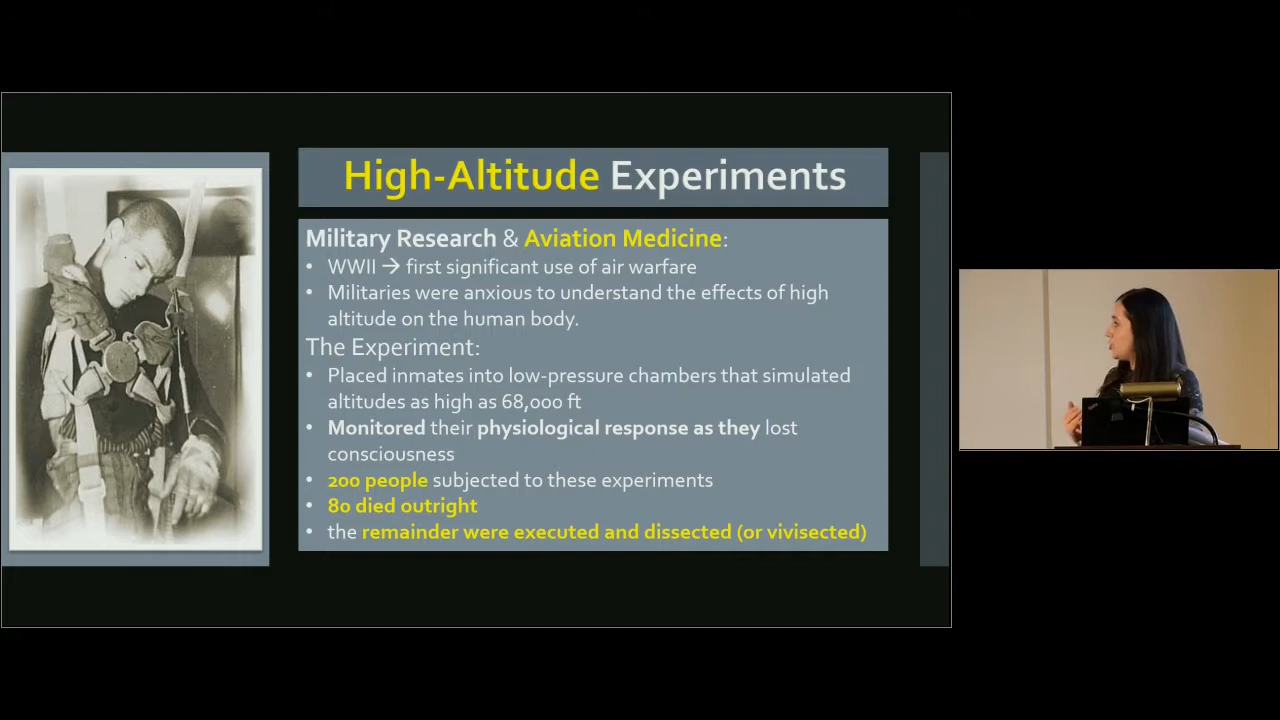 High-Altitude Experiments
Military Research & Aviation Medicine:
• WWII → first significant use of air warfare
• Militaries were anxious to understand the effects of high
altitude on the human body.
The Experiment:
• Placed inmates into low-pressure chambers that simulated
altitudes as high as 68,000 ft
• Monitored their physiological response as they lost
consciousness
• 200 people subjected to these experiments
• 80 died outright
• the remainder were executed and dissected (or vivisected)